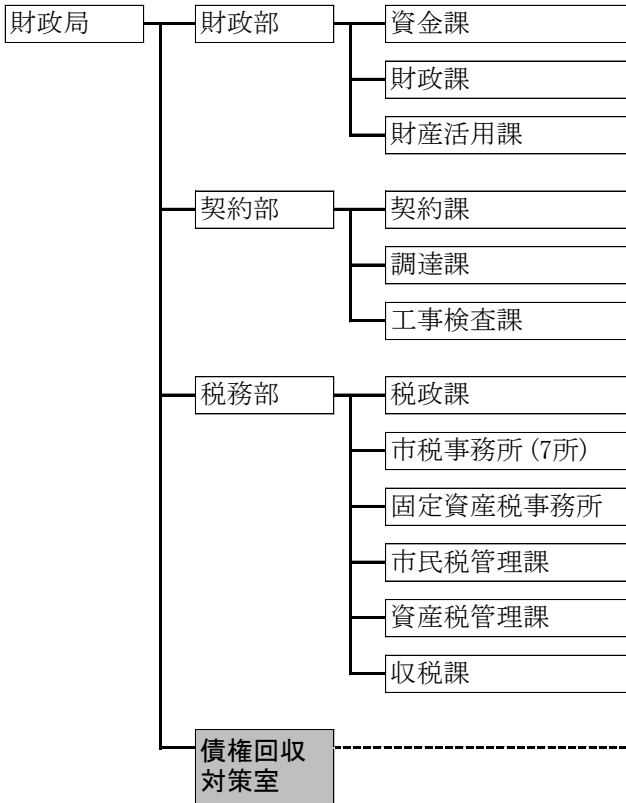 財政局
財政部
資金課
財政課
財産活用課
契約部
契約課
調達課
工事検査課
税務部
税政課
市税事務所 (7所)
固定資産税事務所
市民税管理課
資産税管理課
収税課
債権回収
対策室